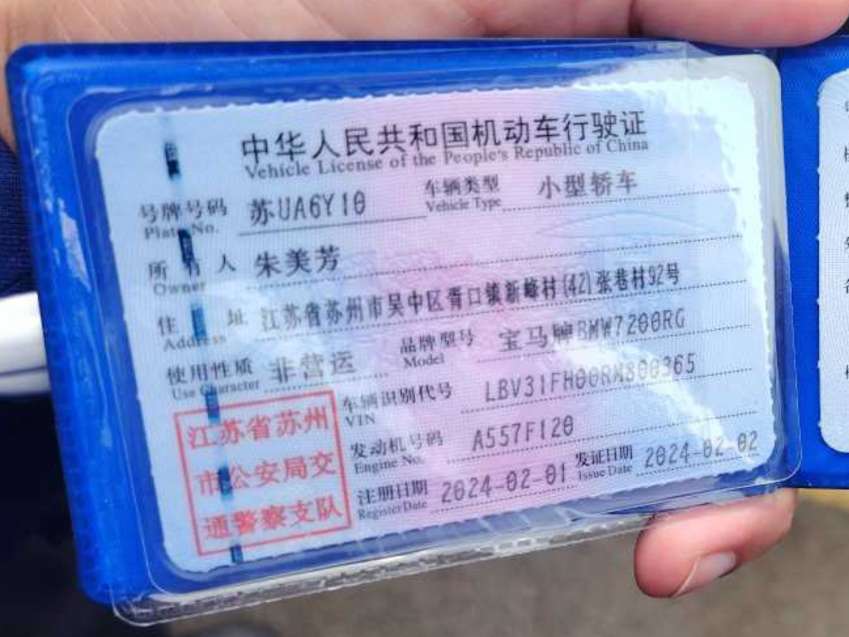 中华人民共和国机动车行驶证
Vehicle License of the People's Republic of China
号牌号码 苏UA6Y10 车辆类型 小型轿车
Plate No. Vehicle Type
所有人 朱美芳
Owner
住址 江苏省苏州市吴中区胥口镇新峰村(42)张巷村92号
Address
使用性质 非营运 品牌型号 宝马牌BMW7200RG
Use Character Model
车辆识别代号 LBV31FH00RM800365
VIN
发动机号码 A557F120
Engine No.
注册日期 2024-02-01 发证日期 2024-02-02
Register Date Issue Date
江苏省苏州
市公安局交
通警察支队